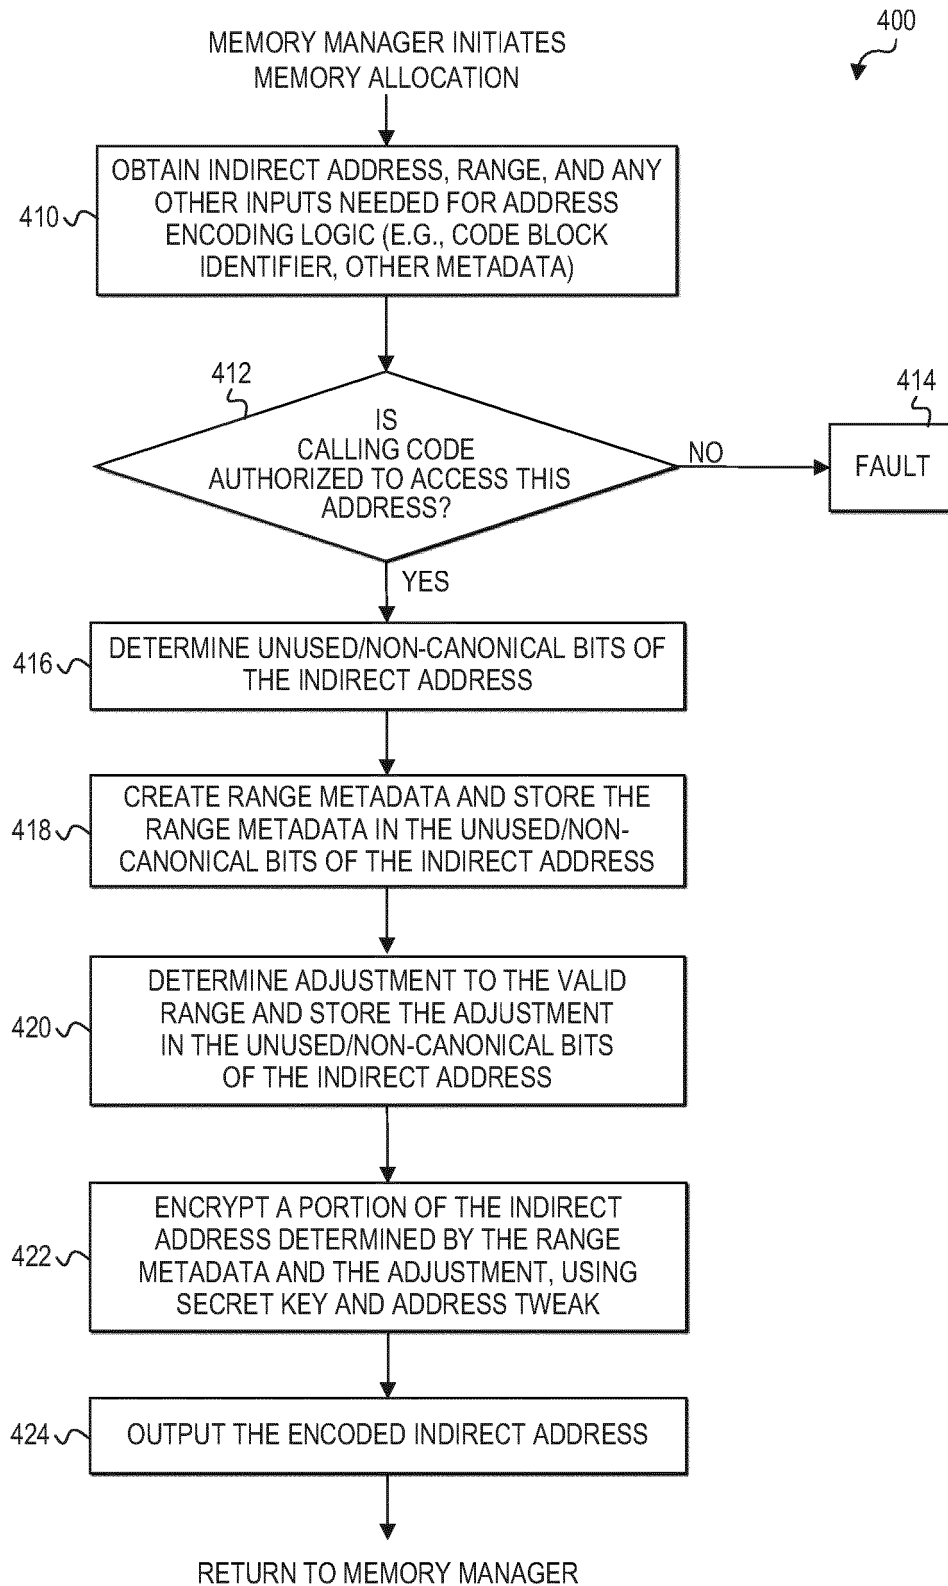 400
MEMORY MANAGER INITIATES
MEMORY ALLOCATION
410
OBTAIN INDIRECT ADDRESS, RANGE, AND ANY
OTHER INPUTS NEEDED FOR ADDRESS
ENCODING LOGIC (E.G., CODE BLOCK
IDENTIFIER, OTHER METADATA)
412
IS
CALLING CODE
AUTHORIZED TO ACCESS THIS
ADDRESS?
NO
414
FAULT
YES
416
DETERMINE UNUSED/NON-CANONICAL BITS OF
THE INDIRECT ADDRESS
418
CREATE RANGE METADATA AND STORE THE
RANGE METADATA IN THE UNUSED/NON-
CANONICAL BITS OF THE INDIRECT ADDRESS
420
DETERMINE ADJUSTMENT TO THE VALID
RANGE AND STORE THE ADJUSTMENT
IN THE UNUSED/NON-CANONICAL BITS
OF THE INDIRECT ADDRESS
422
ENCRYPT A PORTION OF THE INDIRECT
ADDRESS DETERMINED BY THE RANGE
METADATA AND THE ADJUSTMENT, USING
SECRET KEY AND ADDRESS TWEAK
424
OUTPUT THE ENCODED INDIRECT ADDRESS
RETURN TO MEMORY MANAGER